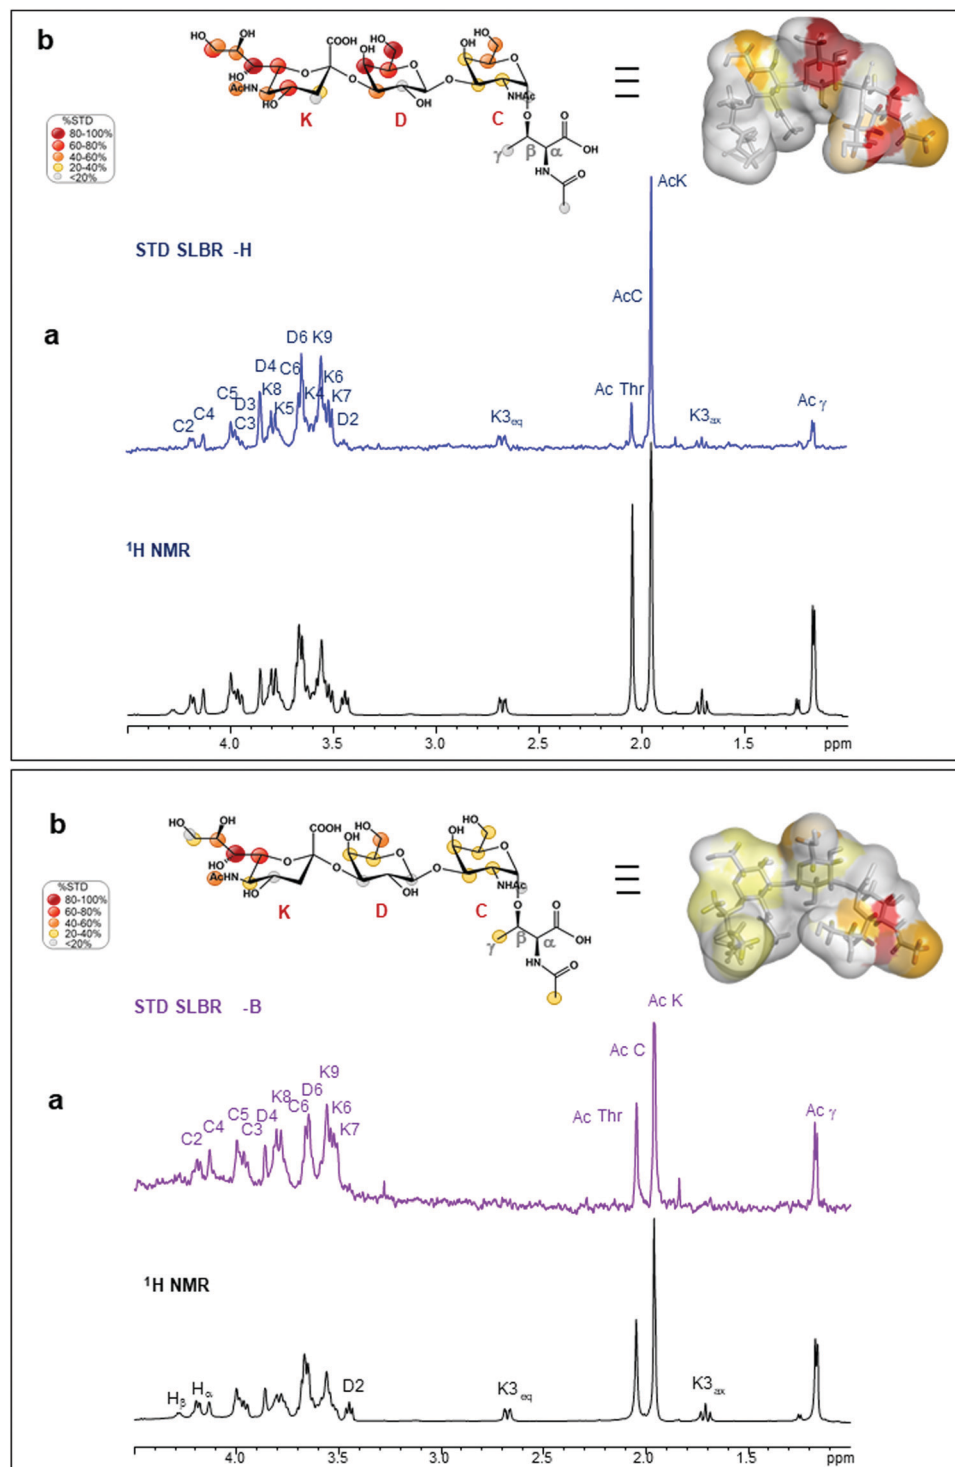 b
OH
HO
HO
AcHN
HO
COOH
OH
HO
O
O
O
OH
OH
HO
O
O
NHAc
O
O
OH
HN
O
γ
β
α
K
D
C
%STD
80-100%
60-80%
40-60%
20-40%
<20%
AcK
STD SLBR -H
AcC
a
D6 K9
D4 C6
K6
C5 K8 K4
K7
D3 K5
C2 C4 C3
D2
Ac Thr
K3eq
K3ax
Ac γ
¹H NMR
4.0 3.5 3.0 2.5 2.0 1.5 ppm
b
HO
OH
HO
AcHN
HO
COOH
OH
HO
O
O
O
OH
OH
HO
O
O
NHAc
O
O
OH
HN
O
γ
β
α
K
D
C
%STD
80-100%
60-80%
40-60%
20-40%
<20%
Ac K
STD SLBR -B
Ac C
a
K9
D6
K8
C6
K6
C5 D4
C4 C3
K7
C2
Ac Thr
Ac γ
¹H NMR
Hβ Hα
D2
K3eq
K3ax
4.0 3.5 3.0 2.5 2.0 1.5 ppm